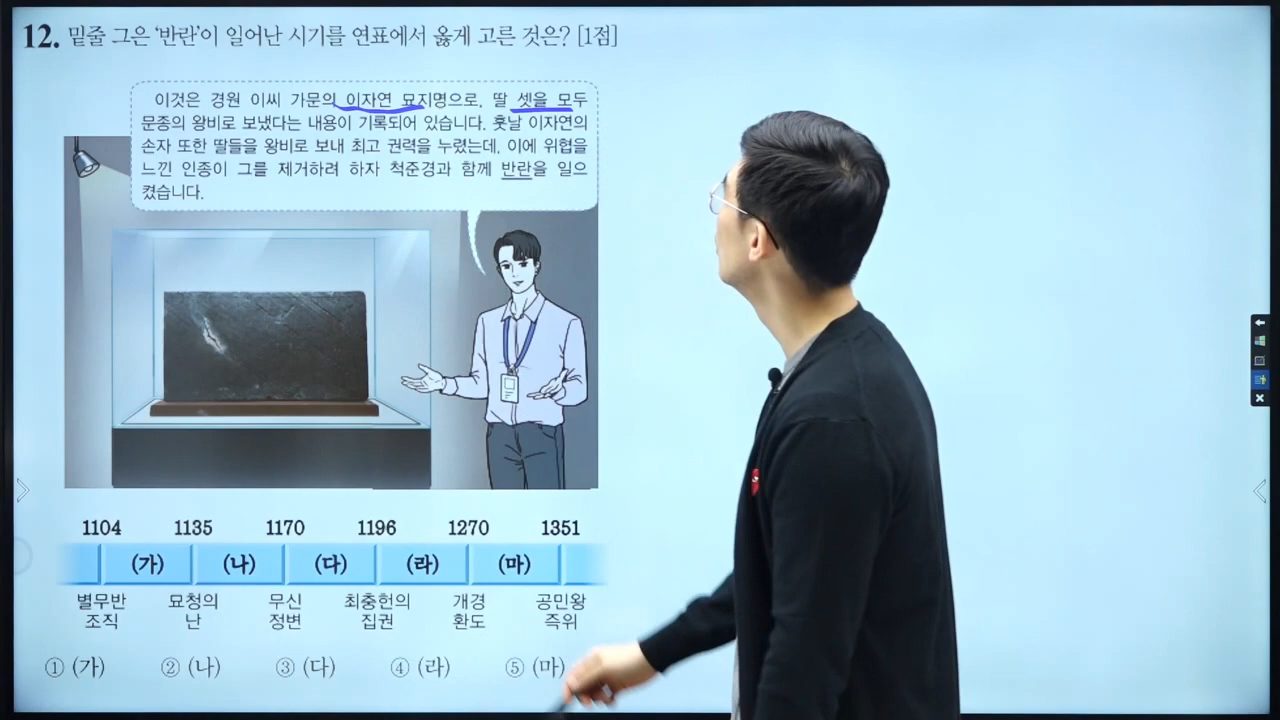 12. 밑줄 그은 '반란'이 일어난 시기를 연표에서 옳게 고른 것은? [1점]
이것은 경원 이씨 가문의 이자연 묘지명으로, 딸 셋을 모두
문종의 왕비로 보냈다는 내용이 기록되어 있습니다. 훗날 이자연의
손자 또한 딸들을 왕비로 보내 최고 권력을 누렸는데, 이에 위협을
느낀 인종이 그를 제거하려 하자 척준경과 함께 반란을 일으
켰습니다.
1104 1135 1170 1196 1270 1351
(가) (나) (다) (라) (마)
별무반 묘청의 무신 최충헌의 개경 공민왕
조직 난 정변 집권 환도 즉위
① (가) ② (나) ③ (다) ④ (라) ⑤ (마)